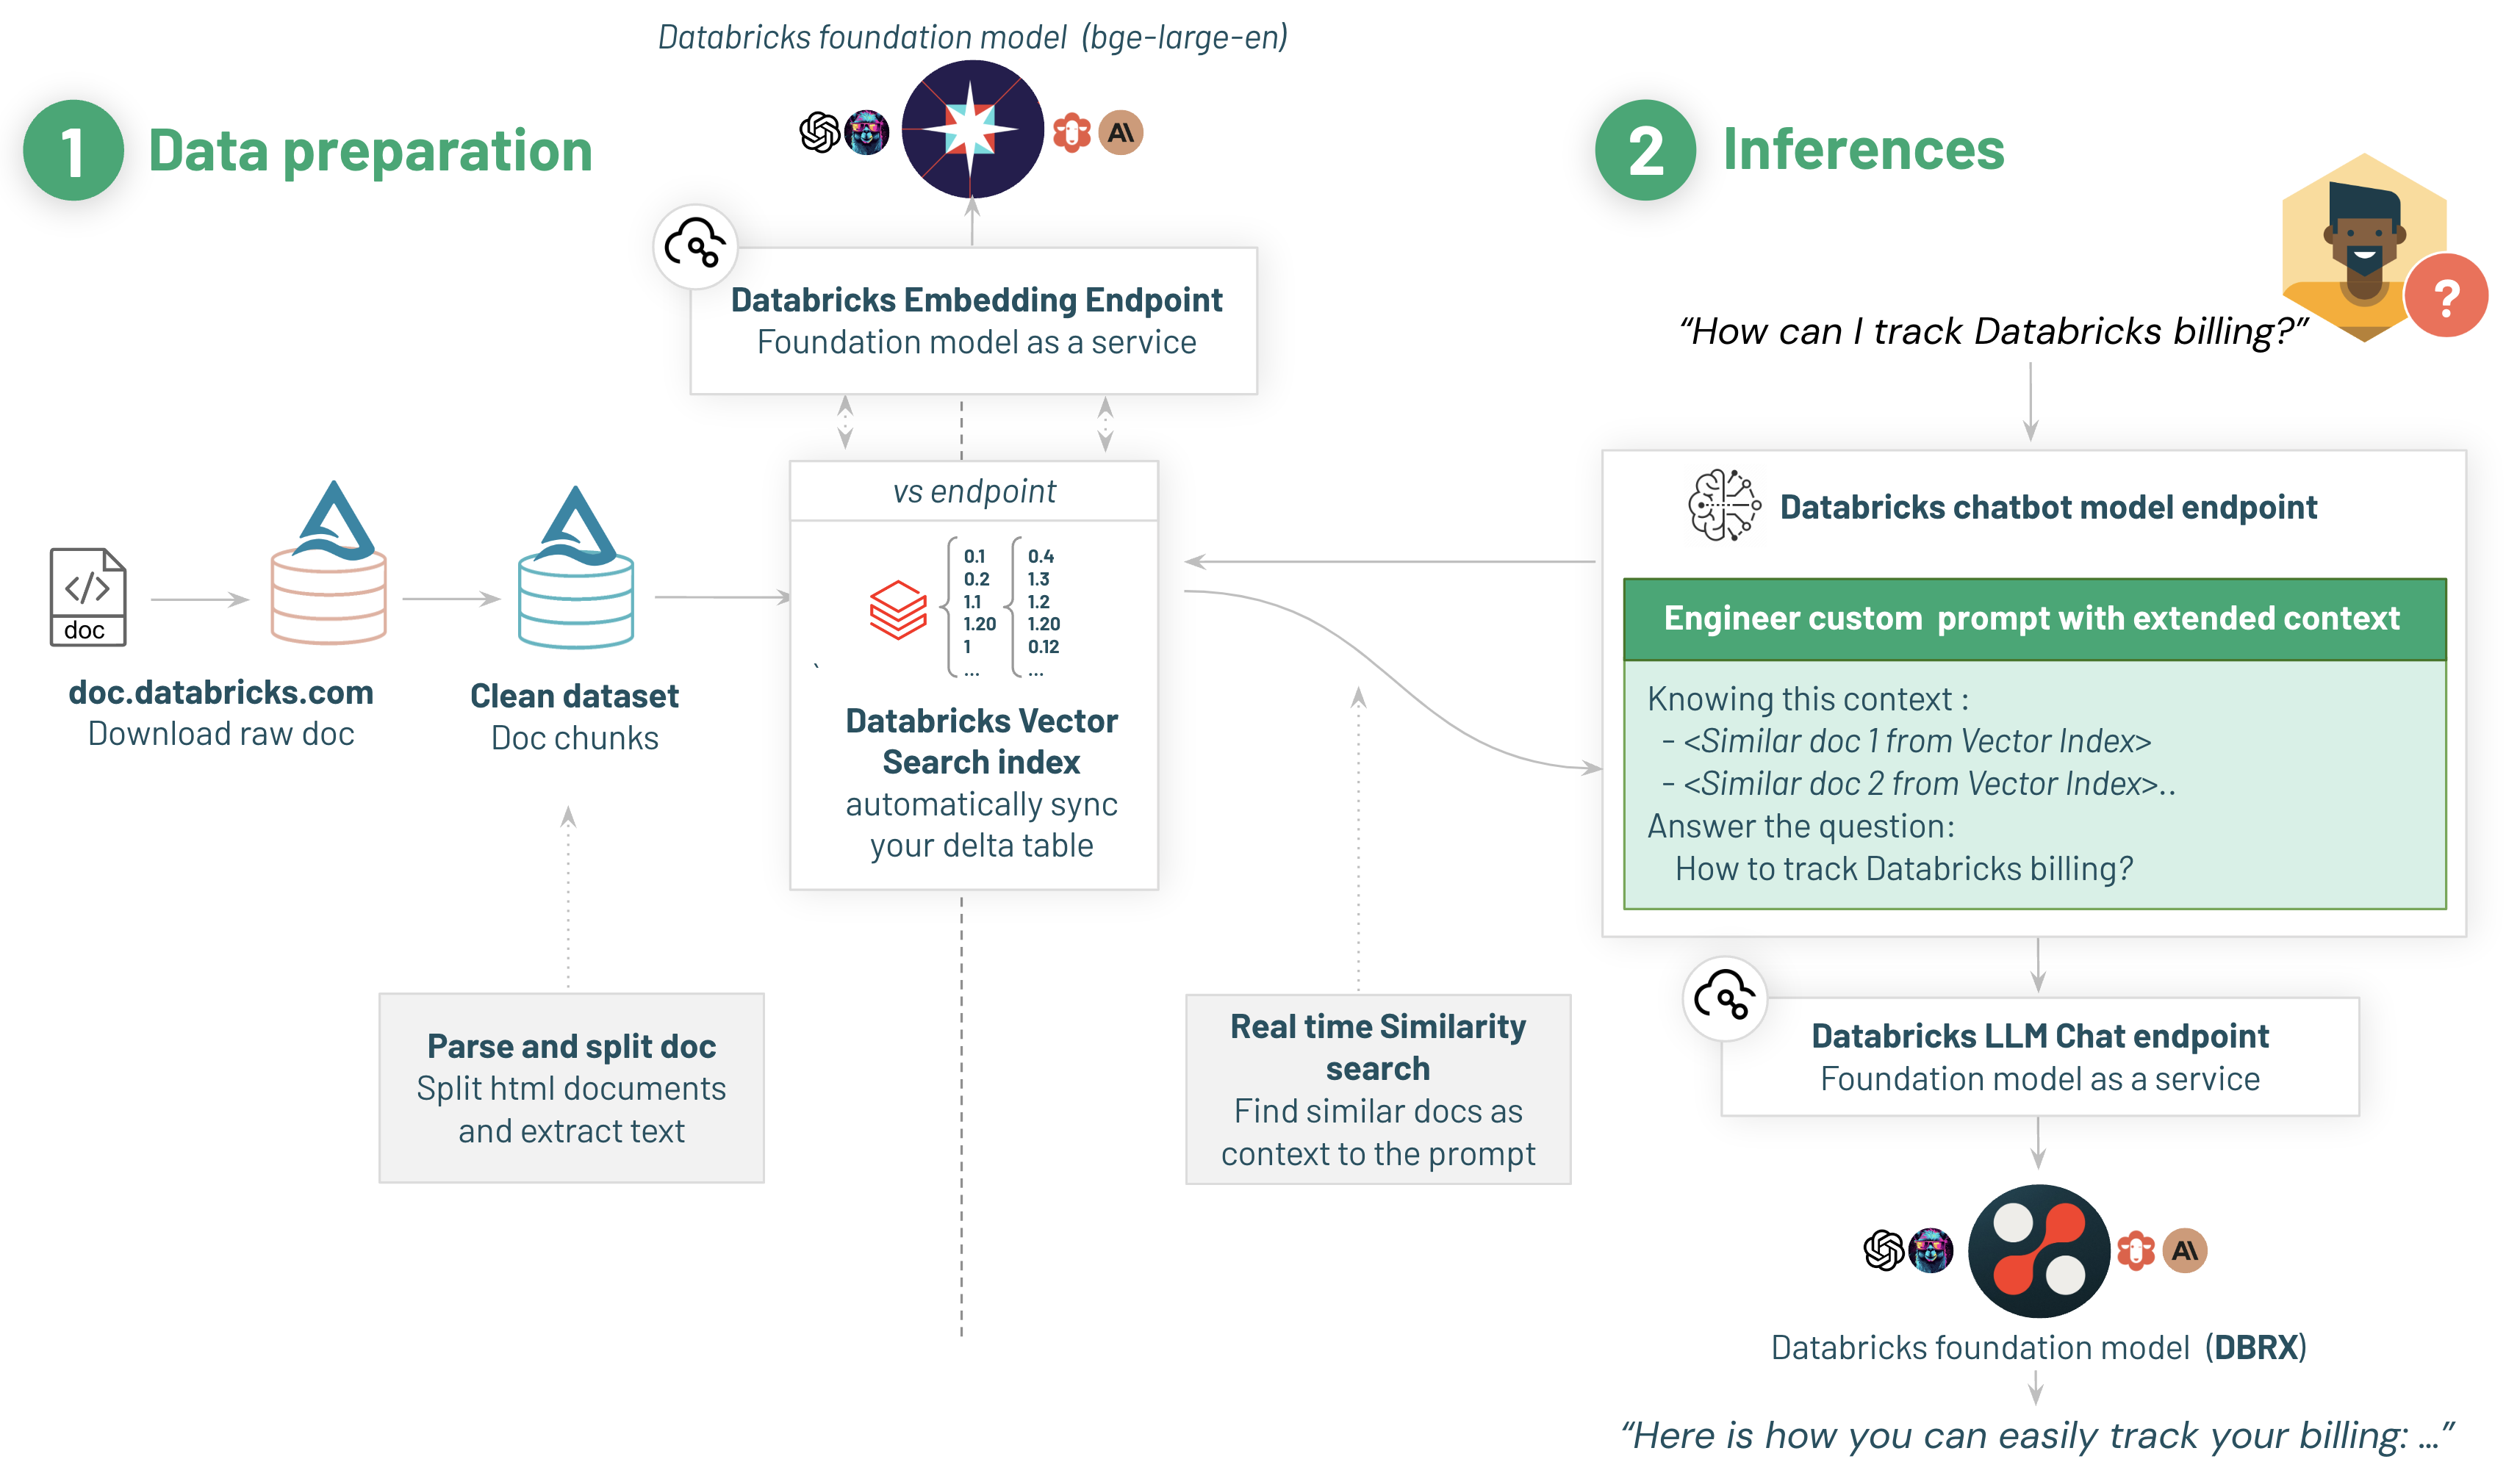 Databricks foundation model (bge-large-en)
1 Data preparation
Databricks Embedding Endpoint
Foundation model as a service
doc
doc.databricks.com
Download raw doc
Clean dataset
Doc chunks
vs endpoint
0.1 0.4
0.2 1.3
1.1 1.2
1.20 1.20
1 0.12
... ...
`
Databricks Vector
Search index
automatically sync
your delta table
Parse and split doc
Split html documents
and extract text
Real time Similarity
search
Find similar docs as
context to the prompt
2 Inferences
?
“How can I track Databricks billing?”
Databricks chatbot model endpoint
Engineer custom prompt with extended context
Knowing this context :
- <Similar doc 1 from Vector Index>
- <Similar doc 2 from Vector Index>..
Answer the question:
How to track Databricks billing?
Databricks LLM Chat endpoint
Foundation model as a service
Databricks foundation model (DBRX)
“Here is how you can easily track your billing: ...”